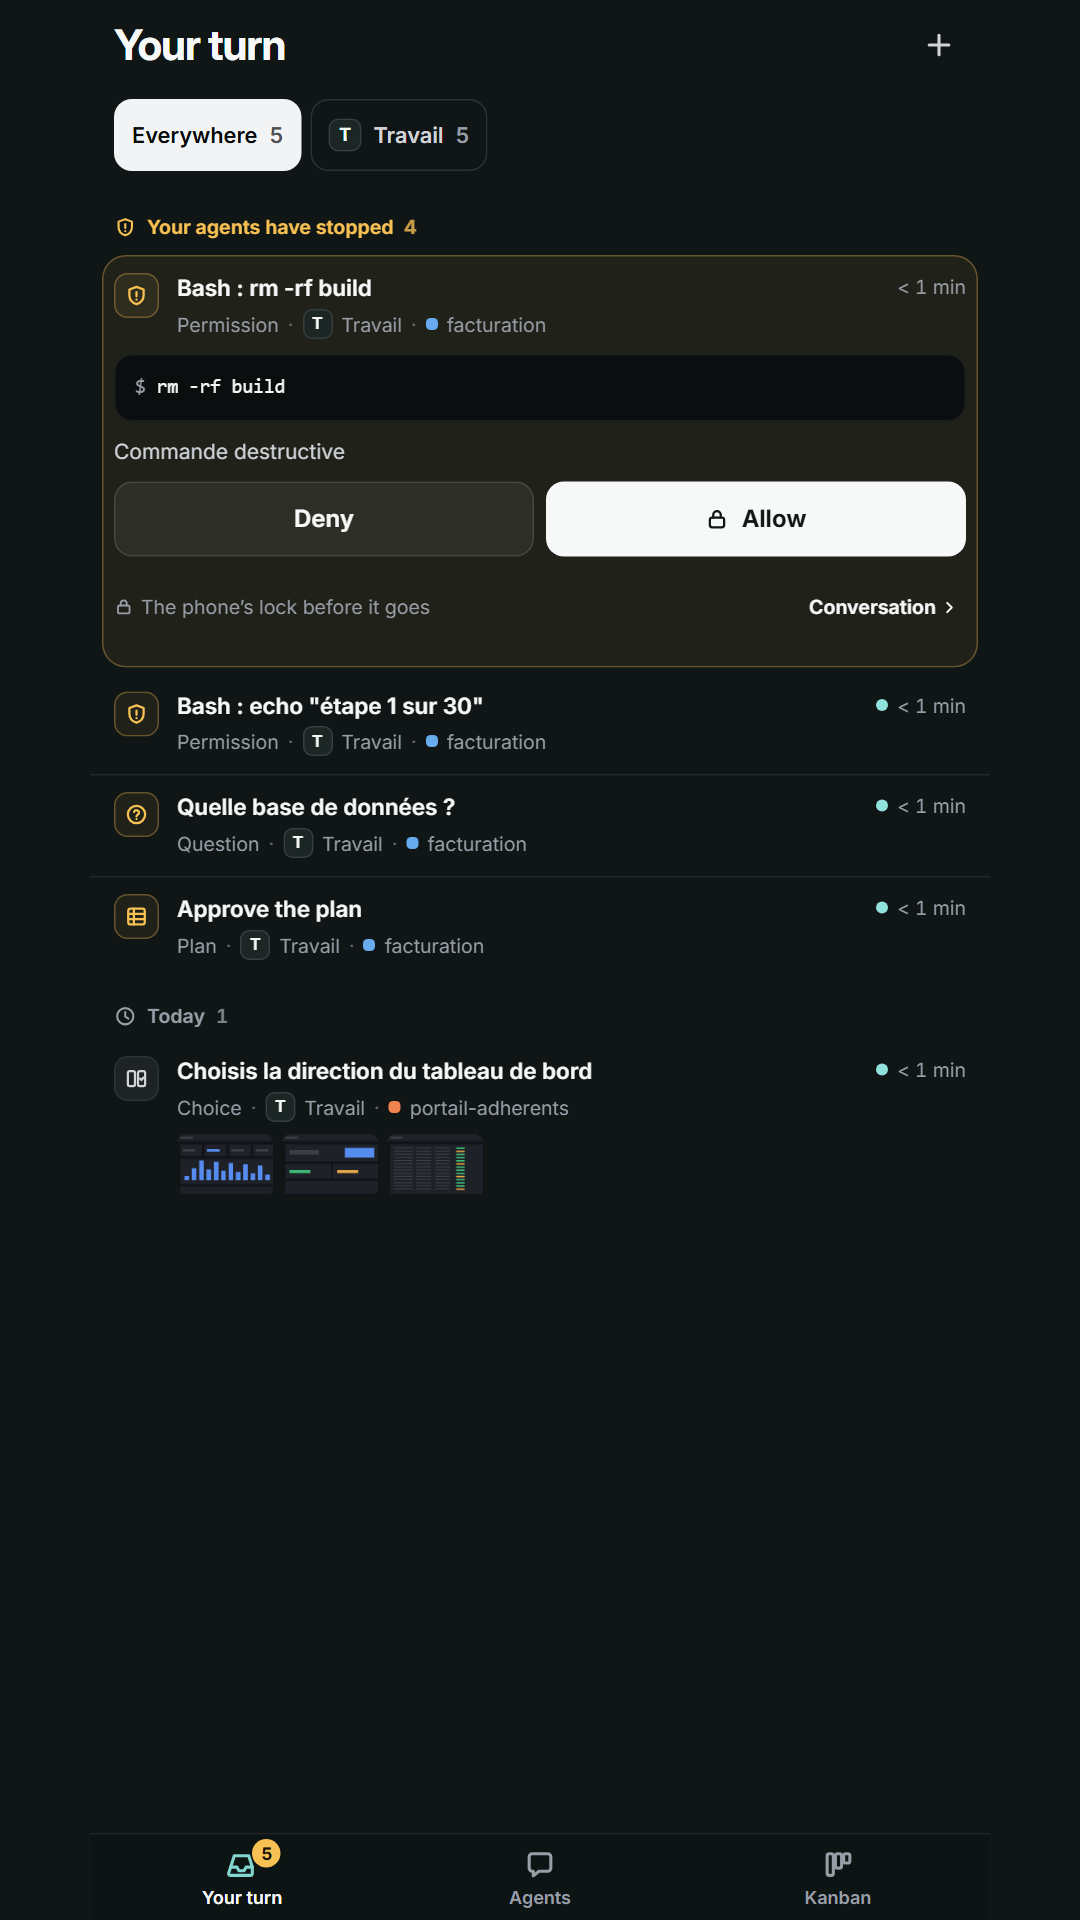 Your turn
Everywhere 5
T Travail 5
Your agents have stopped 4
Bash : rm -rf build
< 1 min
Permission · T Travail · facturation
$ rm -rf build
Commande destructive
Deny
Allow
The phone’s lock before it goes
Conversation
Bash : echo "étape 1 sur 30"
< 1 min
Permission · T Travail · facturation
Quelle base de données ?
< 1 min
Question · T Travail · facturation
Approve the plan
< 1 min
Plan · T Travail · facturation
Today 1
Choisis la direction du tableau de bord
< 1 min
Choice · T Travail · portail-adherents
5
Your turn
Agents
Kanban